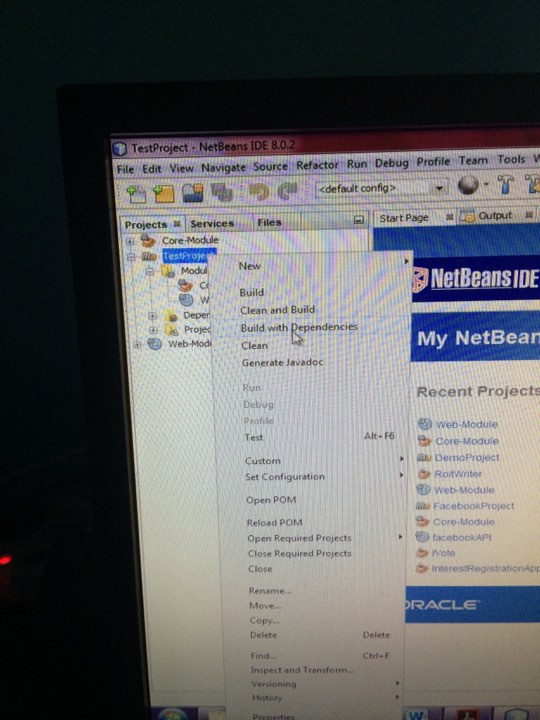 TestProject - NetBeans IDE 8.0.2
File Edit View Navigate Source Refactor Run Debug Profile Team Tools
<default config>
Projects Services Files
Start Page Output
Core-Module
TestProject
Modul
Co
W
Depen
Projec
Web-Modu
New
Build
Clean and Build
Build with Dependencies
Clean
Generate Javadoc
Run
Debug
Profile
Test Alt+F6
Custom
Set Configuration
Open POM
Reload POM
Open Required Projects
Close Required Projects
Close
Rename...
Move...
Copy...
Delete Delete
Find... Ctrl+F
Inspect and Transform...
Versioning
History
Properties
NetBeans IDE
My NetBean
Recent Projects
Web-Module
Core-Module
DemoProject
RoitWriter
Web-Module
FacebookProject
Core-Module
facebookAPI
iVote
InterestRegistrationApp
ORACLE